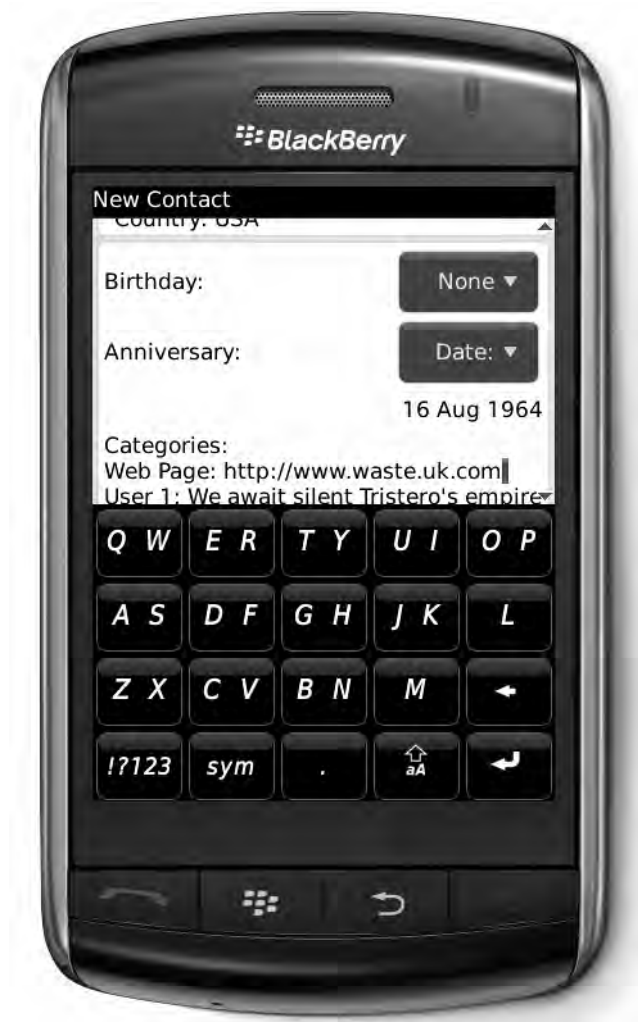 BlackBerry
New Contact
Country: USA
Birthday: None
Anniversary: Date:
16 Aug 1964
Categories:
Web Page: http://www.waste.uk.com
User 1: We await silent Tristero's empire
Q W E R T Y U I O P
A S D F G H J K L
Z X C V B N M
!?123 sym . aA